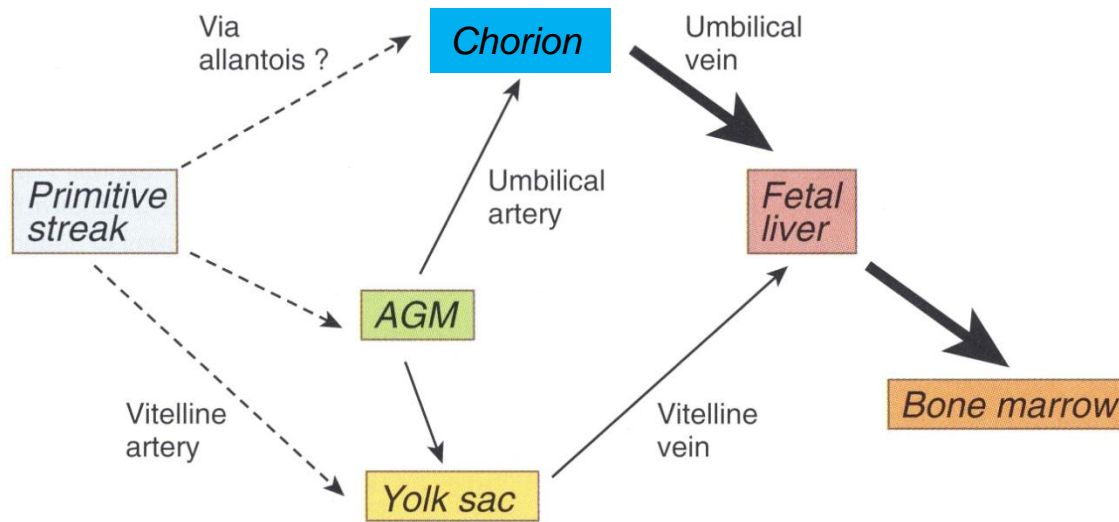 Via
allantois ?
Chorion
Umbilical
vein
Primitive
streak
Umbilical
artery
Fetal
liver
AGM
Bone marrow
Vitelline
artery
Vitelline
vein
Yolk sac